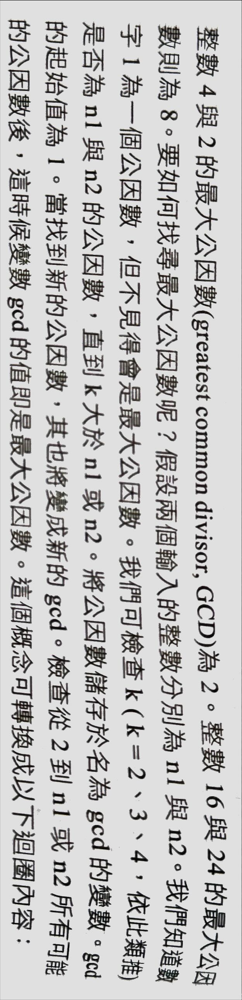 整數 4 與 2 的最大公因數(greatest common divisor, GCD)為 2。整數 16 與 24 的最大公因
數則為 8。要如何找尋最大公因數呢？假設兩個輸入的整數分別為 n1 與 n2。我們知道數
字 1 為一個公因數，但不見得會是最大公因數。我們可檢查 k ( k = 2、3、4，依此類推)
是否為 n1 與 n2 的公因數，直到 k 大於 n1 或 n2。將公因數儲存於名為 gcd 的變數。gcd
的起始值為 1。當找到新的公因數，其也將變成新的 gcd。檢查從 2 到 n1 或 n2 所有可能
的公因數後，這時候變數 gcd 的值即是最大公因數。這個概念可轉換成以下迴圈內容：